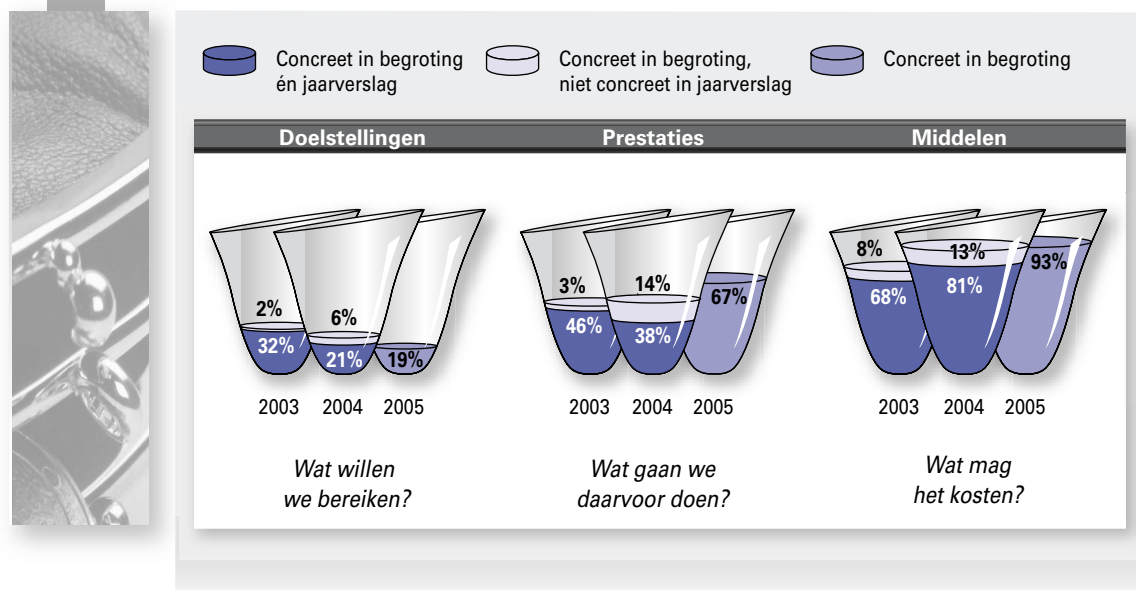 Concreet in begroting
én jaarverslag
Concreet in begroting,
niet concreet in jaarverslag
Concreet in begroting
Doelstellingen
2%
32%
6%
21%
19%
2003 2004 2005
Wat willen
we bereiken?
Prestaties
3%
46%
14%
38%
67%
2003 2004 2005
Wat gaan we
daarvoor doen?
Middelen
8%
68%
13%
81%
93%
2003 2004 2005
Wat mag
het kosten?